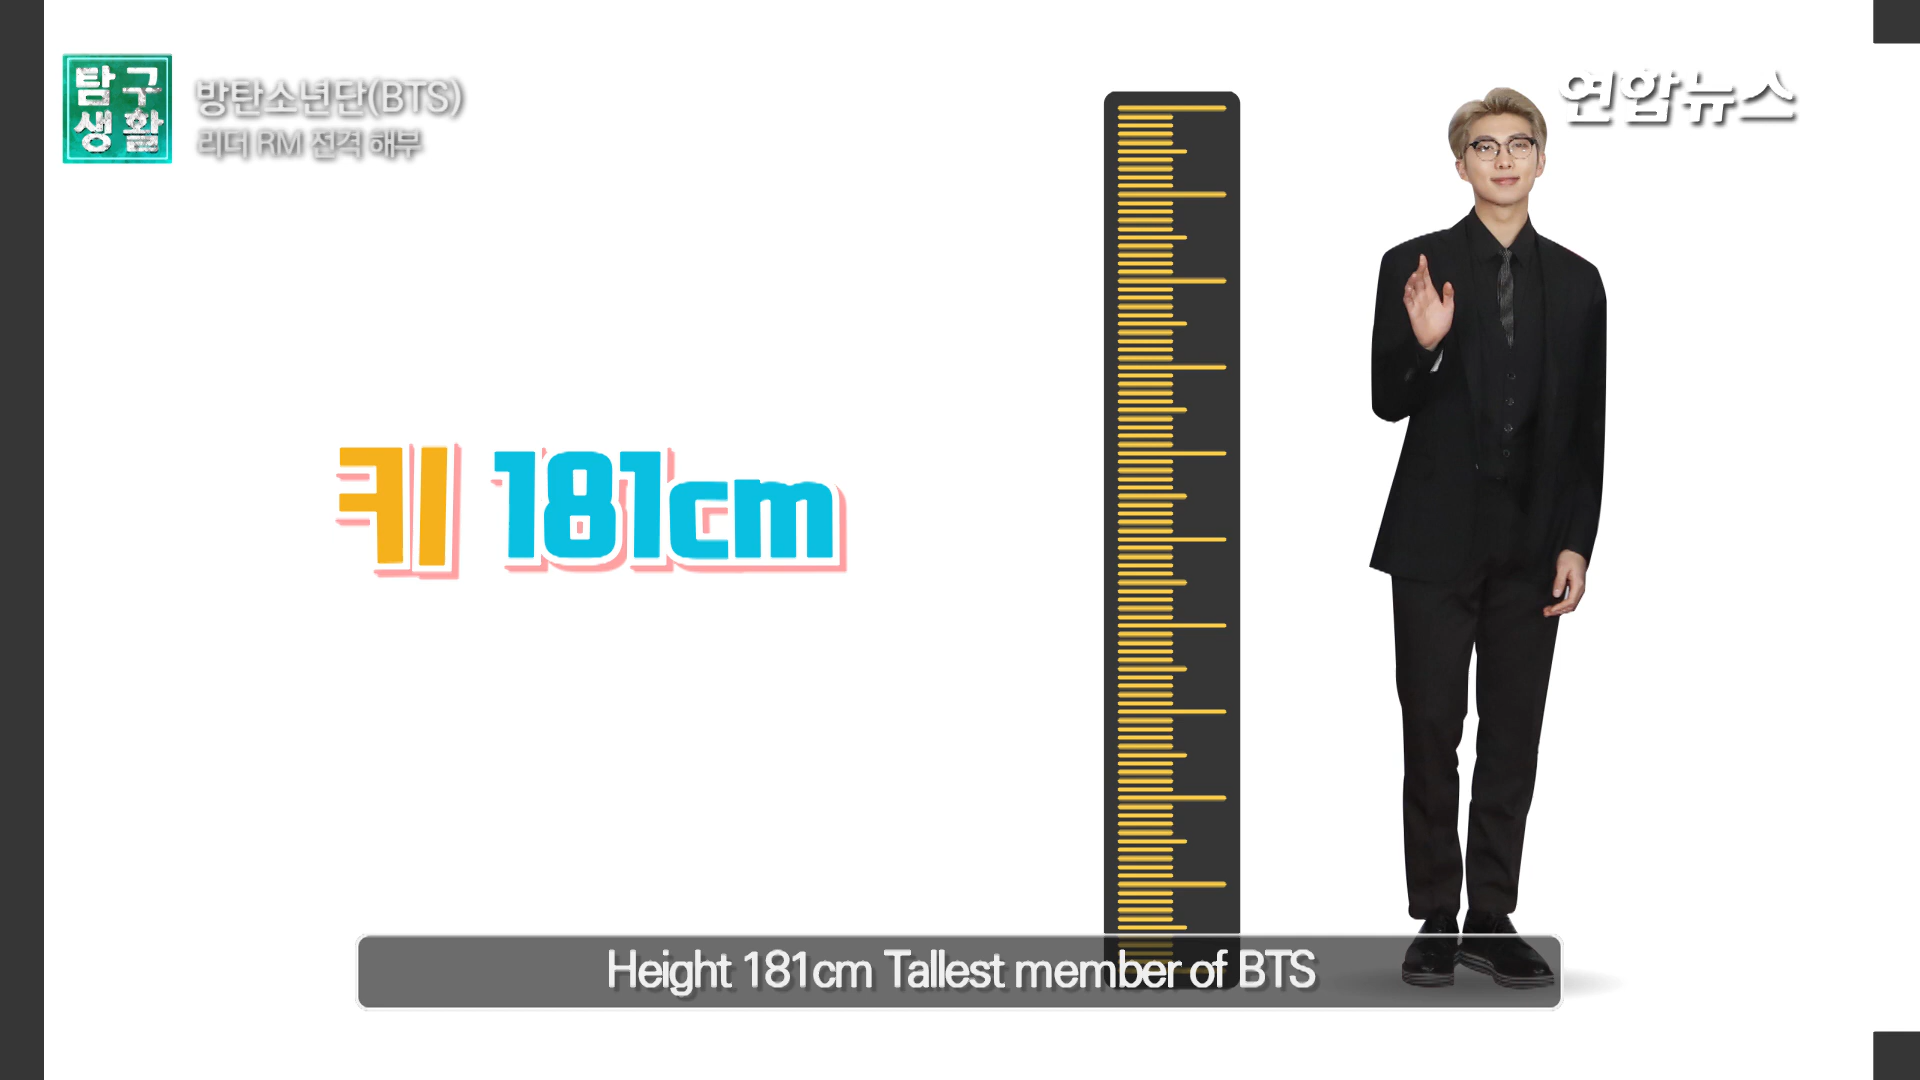 탐구
생활
방탄소년단(BTS)
리더 RM 전격 해부
연합뉴스
키 181cm
Height 181cm Tallest member of BTS